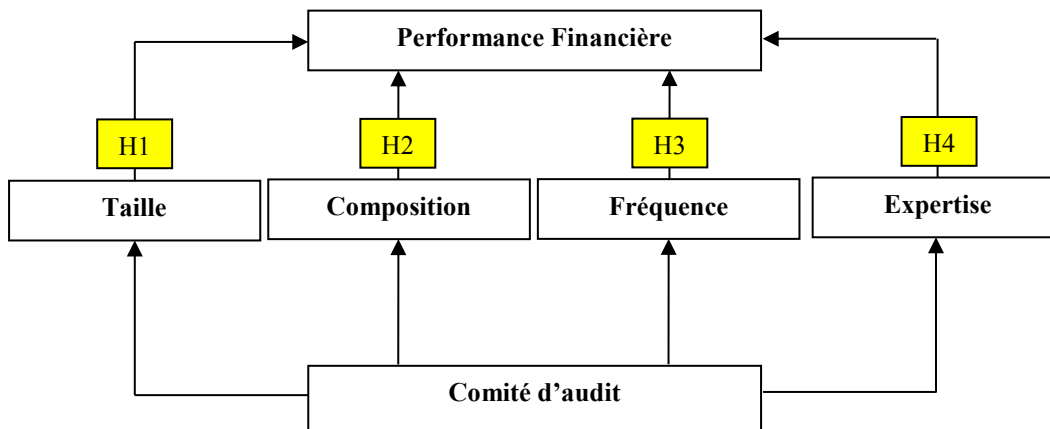 Performance Financière
H1
H2
H3
H4
Taille
Composition
Fréquence
Expertise
Comité d’audit